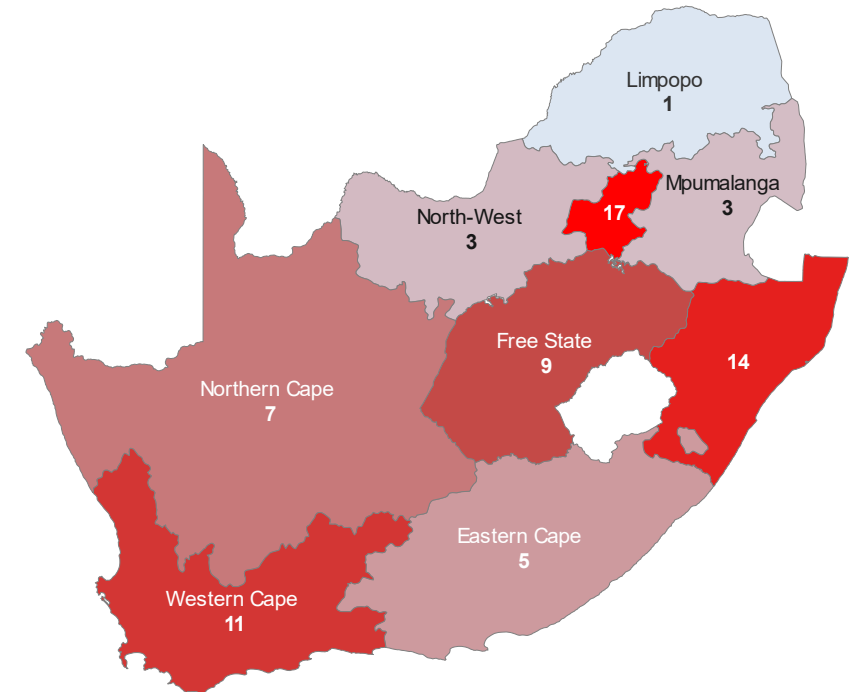 Limpopo
1
Mpumalanga
3
North-West
3
17
Free State
9
14
Northern Cape
7
Eastern Cape
5
Western Cape
11